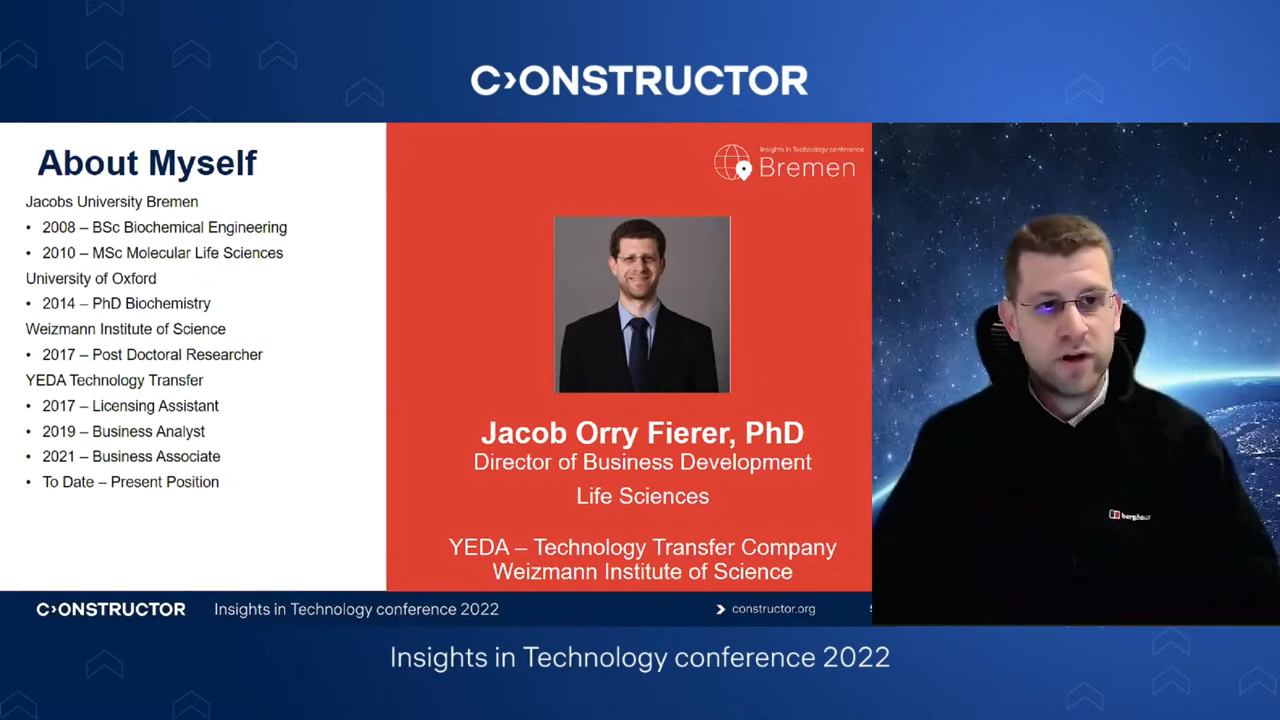 C›ONSTRUCTOR
About Myself
Jacobs University Bremen
• 2008 – BSc Biochemical Engineering
• 2010 – MSc Molecular Life Sciences
University of Oxford
• 2014 – PhD Biochemistry
Weizmann Institute of Science
• 2017 – Post Doctoral Researcher
YEDA Technology Transfer
• 2017 – Licensing Assistant
• 2019 – Business Analyst
• 2021 – Business Associate
• To Date – Present Position
Insights in Technology conference
Bremen
Jacob Orry Fierer, PhD
Director of Business Development
Life Sciences
YEDA – Technology Transfer Company
Weizmann Institute of Science
berghaus
C›ONSTRUCTOR Insights in Technology conference 2022 constructor.org
Insights in Technology conference 2022